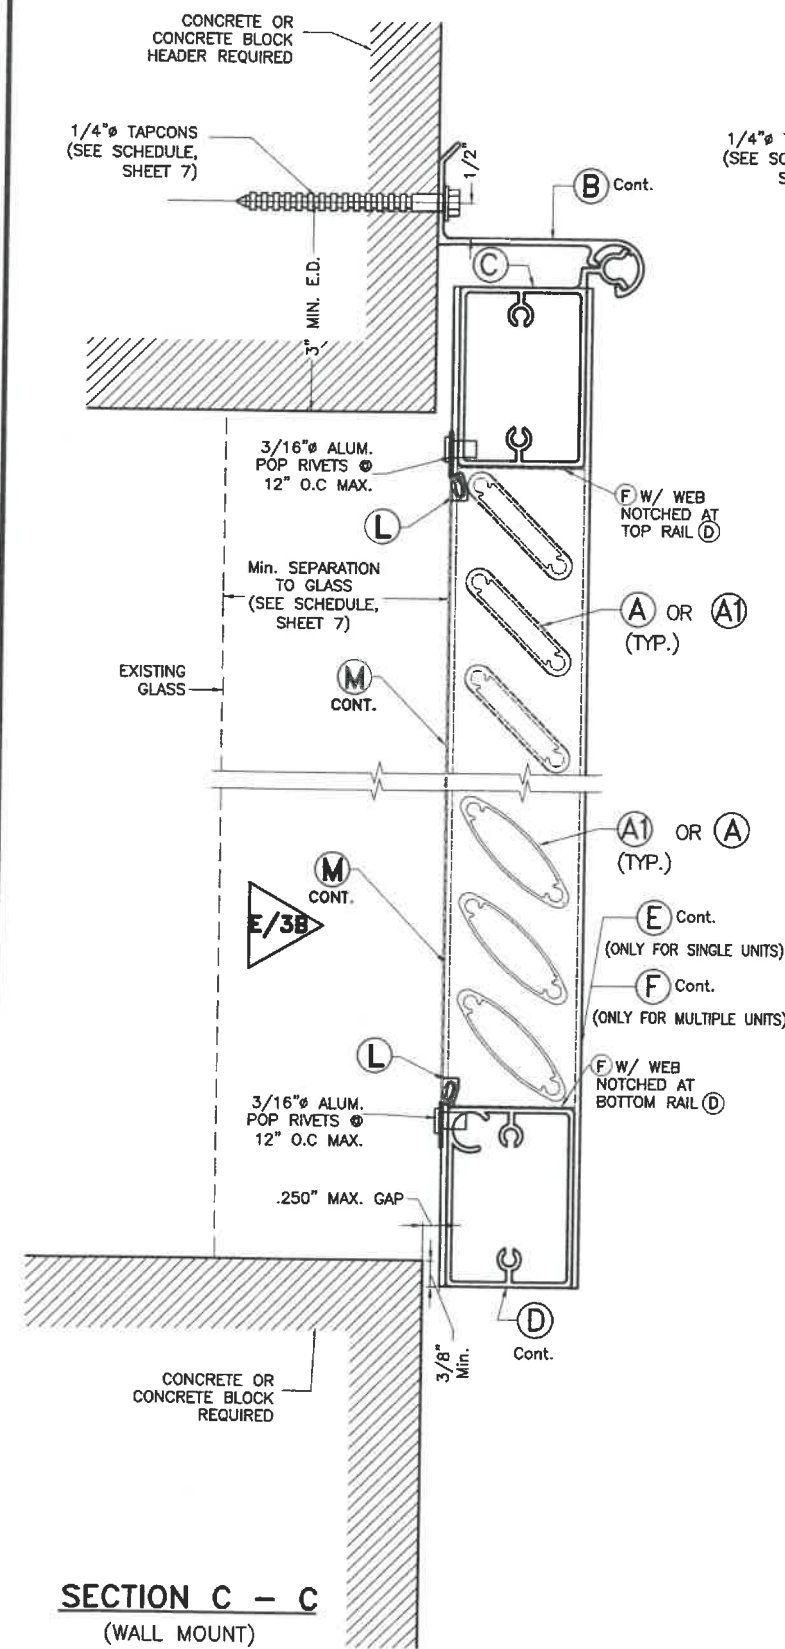 CONCRETE OR
CONCRETE BLOCK
HEADER REQUIRED
1/4"ø TAPCONS
(SEE SCHEDULE,
SHEET 7)
1/2"
1/4"ø
(SEE
B Cont.
C
3" MIN. E.D.
3/16"ø ALUM.
POP RIVETS @
12" O.C MAX.
L
F W/ WEB
NOTCHED AT
TOP RAIL D
Min. SEPARATION
TO GLASS
(SEE SCHEDULE,
SHEET 7)
A OR A1
(TYP.)
EXISTING
GLASS
M
CONT.
A1 OR A
(TYP.)
M
CONT.
E/3B
E Cont.
(ONLY FOR SINGLE UNITS)
F Cont.
(ONLY FOR MULTIPLE UNITS)
L
F W/ WEB
NOTCHED AT
BOTTOM RAIL D
3/16"ø ALUM.
POP RIVETS @
12" O.C MAX.
.250" MAX. GAP
3/8"
Min.
D
Cont.
CONCRETE OR
CONCRETE BLOCK
REQUIRED
SECTION C - C
(WALL MOUNT)